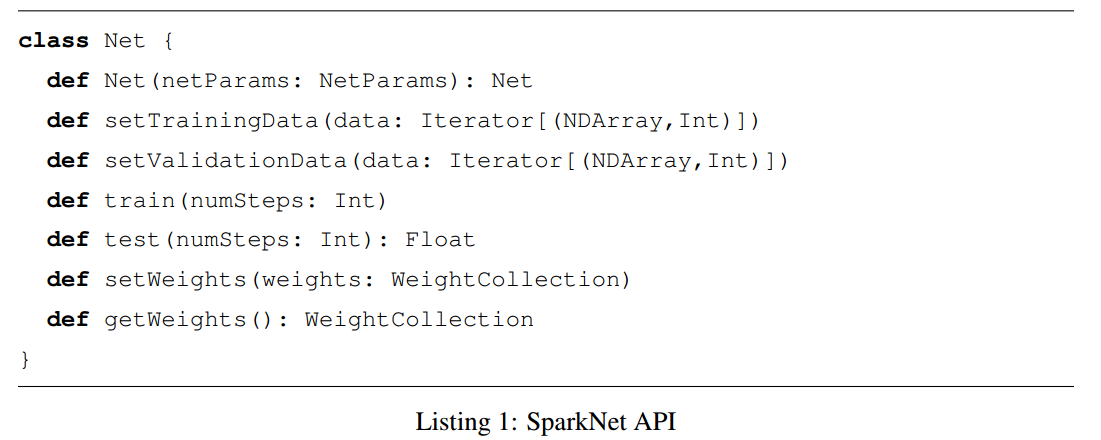 class Net {
  def Net(netParams: NetParams): Net
  def setTrainingData(data: Iterator[(NDArray,Int)])
  def setValidationData(data: Iterator[(NDArray,Int)])
  def train(numSteps: Int)
  def test(numSteps: Int): Float
  def setWeights(weights: WeightCollection)
  def getWeights(): WeightCollection
}
Listing 1: SparkNet API